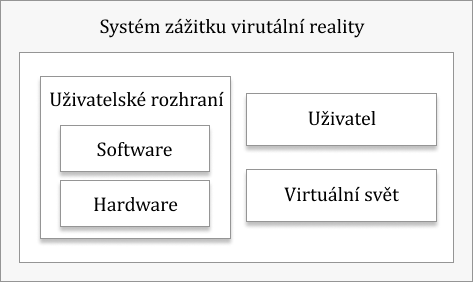 Systém zážitku virutální reality
Uživatelské rozhraní
Software
Hardware
Uživatel
Virtuální svět